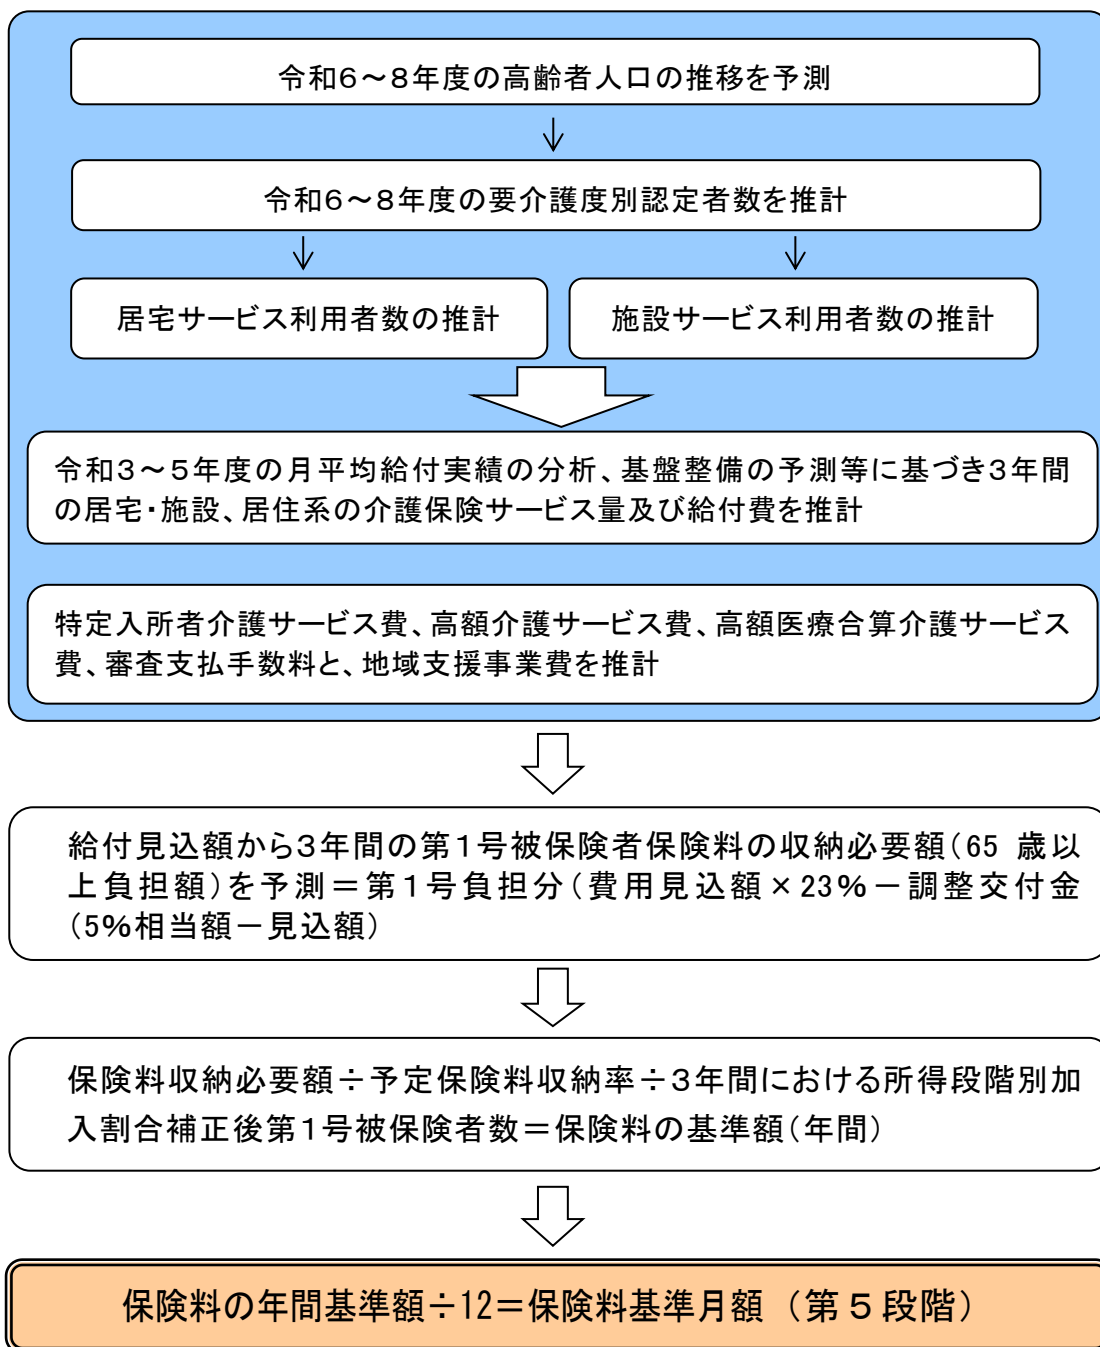 令和６～８年度の高齢者人口の推移を予測
令和６～８年度の要介護度別認定者数を推計
居宅サービス利用者数の推計
施設サービス利用者数の推計
令和３～５年度の月平均給付実績の分析、基盤整備の予測等に基づき３年間
の居宅・施設、居住系の介護保険サービス量及び給付費を推計
特定入所者介護サービス費、高額介護サービス費、高額医療合算介護サービス
費、審査支払手数料と、地域支援事業費を推計
給付見込額から３年間の第１号被保険者保険料の収納必要額（65 歳以
上負担額）を予測＝第１号負担分（費用見込額×23％－調整交付金
（5％相当額－見込額）
保険料収納必要額÷予定保険料収納率÷３年間における所得段階別加
入割合補正後第１号被保険者数＝保険料の基準額（年間）
保険料の年間基準額÷12＝保険料基準月額（第５段階）